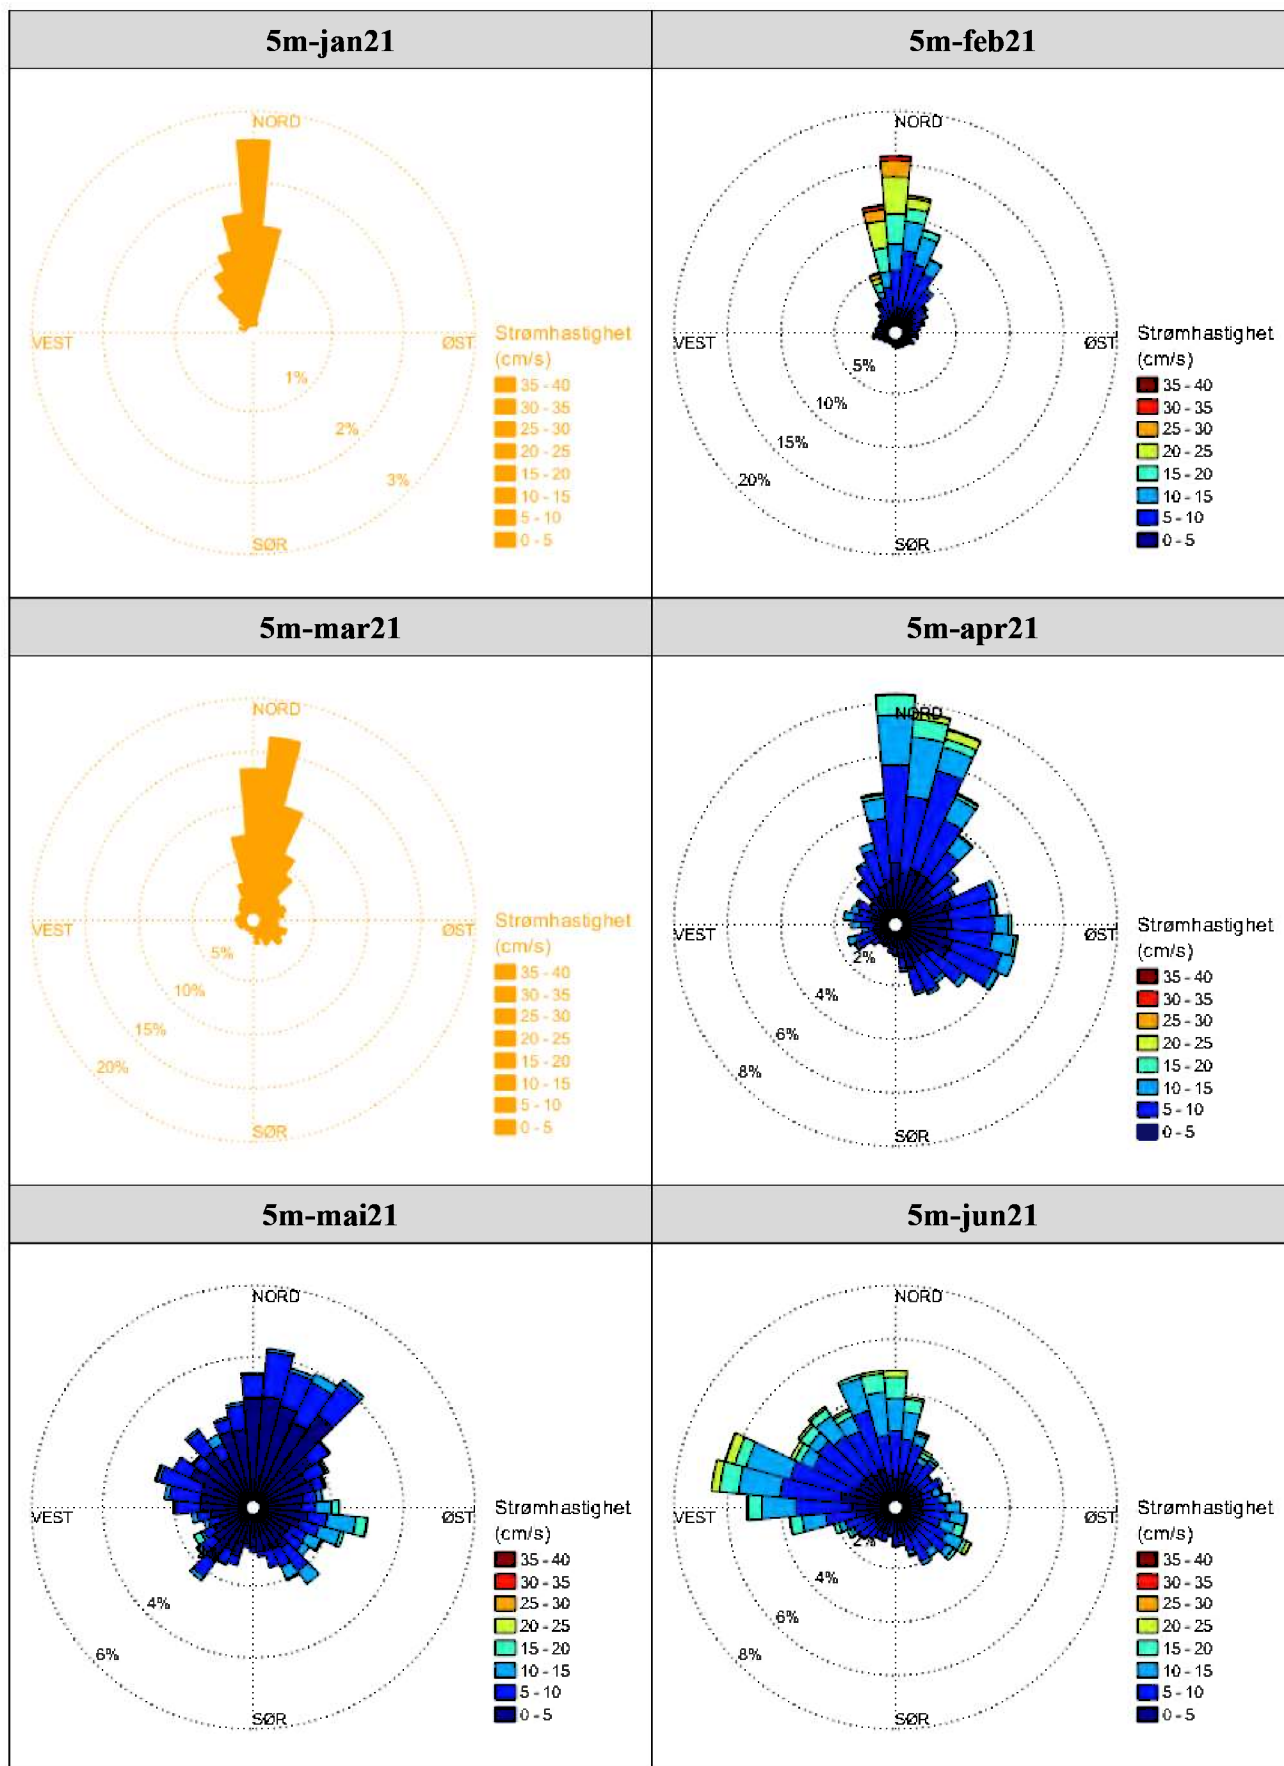 5m-jan21
NORD
VEST
ØST
SØR
1%
2%
3%
Strømhastighet
(cm/s)
35 - 40
30 - 35
25 - 30
20 - 25
15 - 20
10 - 15
5 - 10
0 - 5
5m-feb21
NORD
VEST
ØST
SØR
5%
10%
15%
20%
Strømhastighet
(cm/s)
35 - 40
30 - 35
25 - 30
20 - 25
15 - 20
10 - 15
5 - 10
0 - 5
5m-mar21
NORD
VEST
ØST
SØR
5%
10%
15%
20%
Strømhastighet
(cm/s)
35 - 40
30 - 35
25 - 30
20 - 25
15 - 20
10 - 15
5 - 10
0 - 5
5m-apr21
NORD
VEST
ØST
SØR
2%
4%
6%
8%
Strømhastighet
(cm/s)
35 - 40
30 - 35
25 - 30
20 - 25
15 - 20
10 - 15
5 - 10
0 - 5
5m-mai21
NORD
VEST
ØST
SØR
4%
6%
Strømhastighet
(cm/s)
35 - 40
30 - 35
25 - 30
20 - 25
15 - 20
10 - 15
5 - 10
0 - 5
5m-jun21
NORD
VEST
ØST
SØR
2%
4%
6%
8%
Strømhastighet
(cm/s)
35 - 40
30 - 35
25 - 30
20 - 25
15 - 20
10 - 15
5 - 10
0 - 5